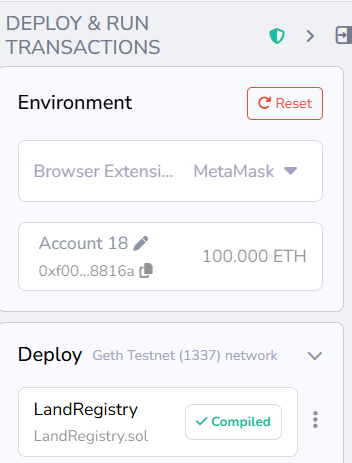 DEPLOY & RUN
TRANSACTIONS
Environment
Reset
Browser Extensi... MetaMask
Account 18
0xf00...8816a
100.000 ETH
Deploy Geth Testnet (1337) network
LandRegistry
LandRegistry.sol
Compiled